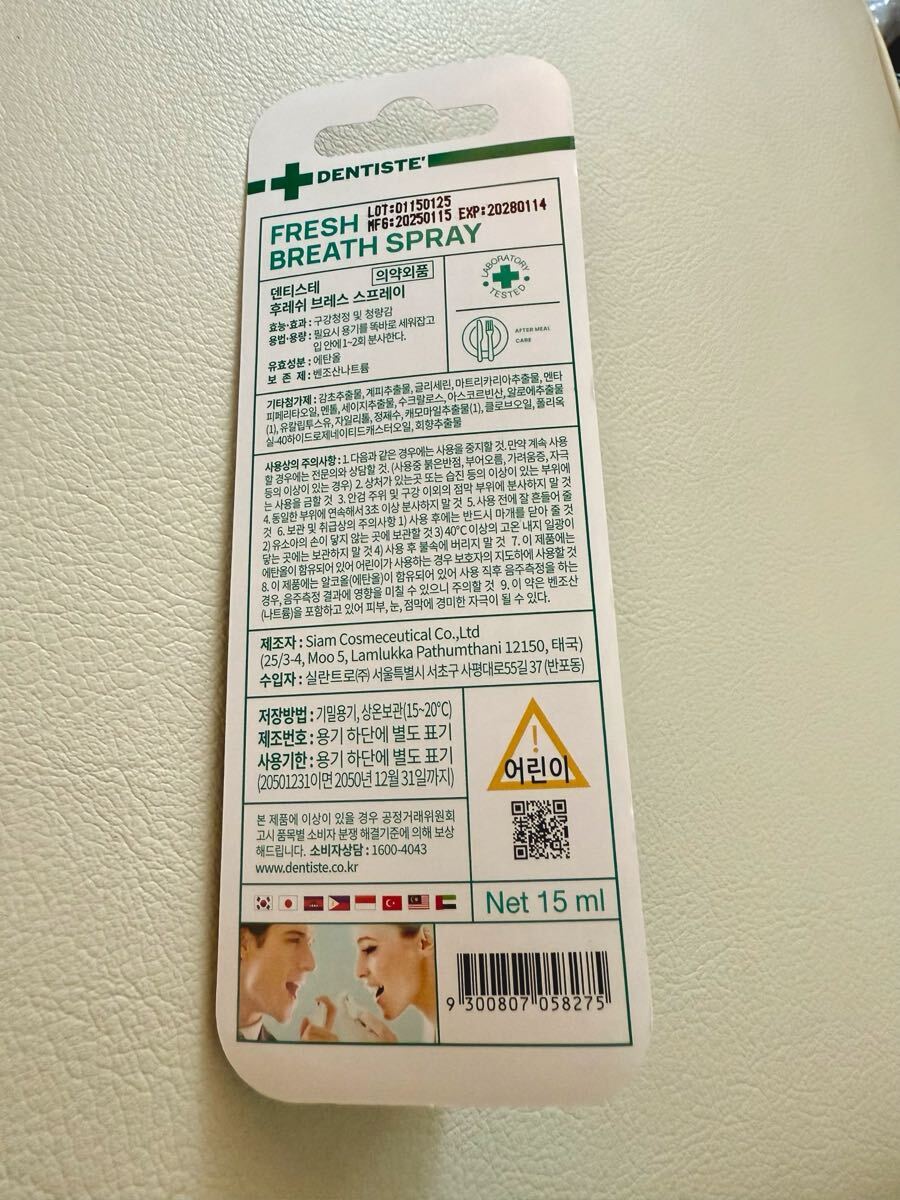 DENTISTE'
LOT:01150125
MFG:20250115 EXP:20280114
FRESH
BREATH SPRAY
의약외품
덴티스테
후레쉬 브레스 스프레이
효능·효과 : 구강청정 및 청량감
용법·용량 : 필요시 용기를 똑바로 세워잡고
입 안에 1~2회 분사한다.
유효성분 : 에탄올
보 존 제 : 벤조산나트륨
LABORATORY
TESTED
AFTER MEAL
CARE
기타첨가제 : 감초추출물, 계피추출물, 글리세린, 마트리카리아추출물, 멘타
피페리타오일, 멘톨, 세이지추출물, 수크랄로스, 아스코르빈산, 알로에추출물
(1), 유칼립투스유, 자일리톨, 정제수, 캐모마일추출물(1), 클로브오일, 폴리옥
실-40하이드로제네이티드캐스터오일, 회향추출물
사용상의 주의사항 : 1. 다음과 같은 경우에는 사용을 중지할 것. 만약 계속 사용
할 경우에는 전문의와 상담할 것. (사용중 붉은반점, 부어오름, 가려움증, 자극
등의 이상이 있는 경우) 2. 상처가 있는곳 또는 습진 등의 이상이 있는 부위에
는 사용을 금할 것 3. 안검 주위 및 구강 이외의 점막 부위에 분사하지 말 것
4. 동일한 부위에 연속해서 3초 이상 분사하지 말 것 5. 사용 전에 잘 흔들어 줄
것 6. 보관 및 취급상의 주의사항 1) 사용 후에는 반드시 마개를 닫아 줄 것
2) 유소아의 손이 닿지 않는 곳에 보관할 것 3) 40°C 이상의 고온 내지 일광이
닿는 곳에는 보관하지 말 것 4) 사용 후 불속에 버리지 말 것 7. 이 제품에는
에탄올이 함유되어 있어 어린이가 사용하는 경우 보호자의 지도하에 사용할 것
8. 이 제품에는 알코올(에탄올)이 함유되어 있어 사용 직후 음주측정을 하는
경우, 음주측정 결과에 영향을 미칠 수 있으니 주의할 것 9. 이 약은 벤조산
(나트륨)을 포함하고 있어 피부, 눈, 점막에 경미한 자극이 될 수 있다.
제조자 : Siam Cosmeceutical Co.,Ltd
(25/3-4, Moo 5, Lamlukka Pathumthani 12150, 태국)
수입자 : 실란트로(주) 서울특별시 서초구 사평대로55길 37 (반포동)
저장방법 : 기밀용기, 상온보관(15~20°C)
제조번호 : 용기 하단에 별도 표기
사용기한 : 용기 하단에 별도 표기
(20501231이면 2050년 12월 31일까지)
!
어린이
본 제품에 이상이 있을 경우 공정거래위원회
고시 품목별 소비자 분쟁 해결기준에 의해 보상
해드립니다. 소비자상담 : 1600-4043
www.dentiste.co.kr
Net 15 ml
9 300807 058275